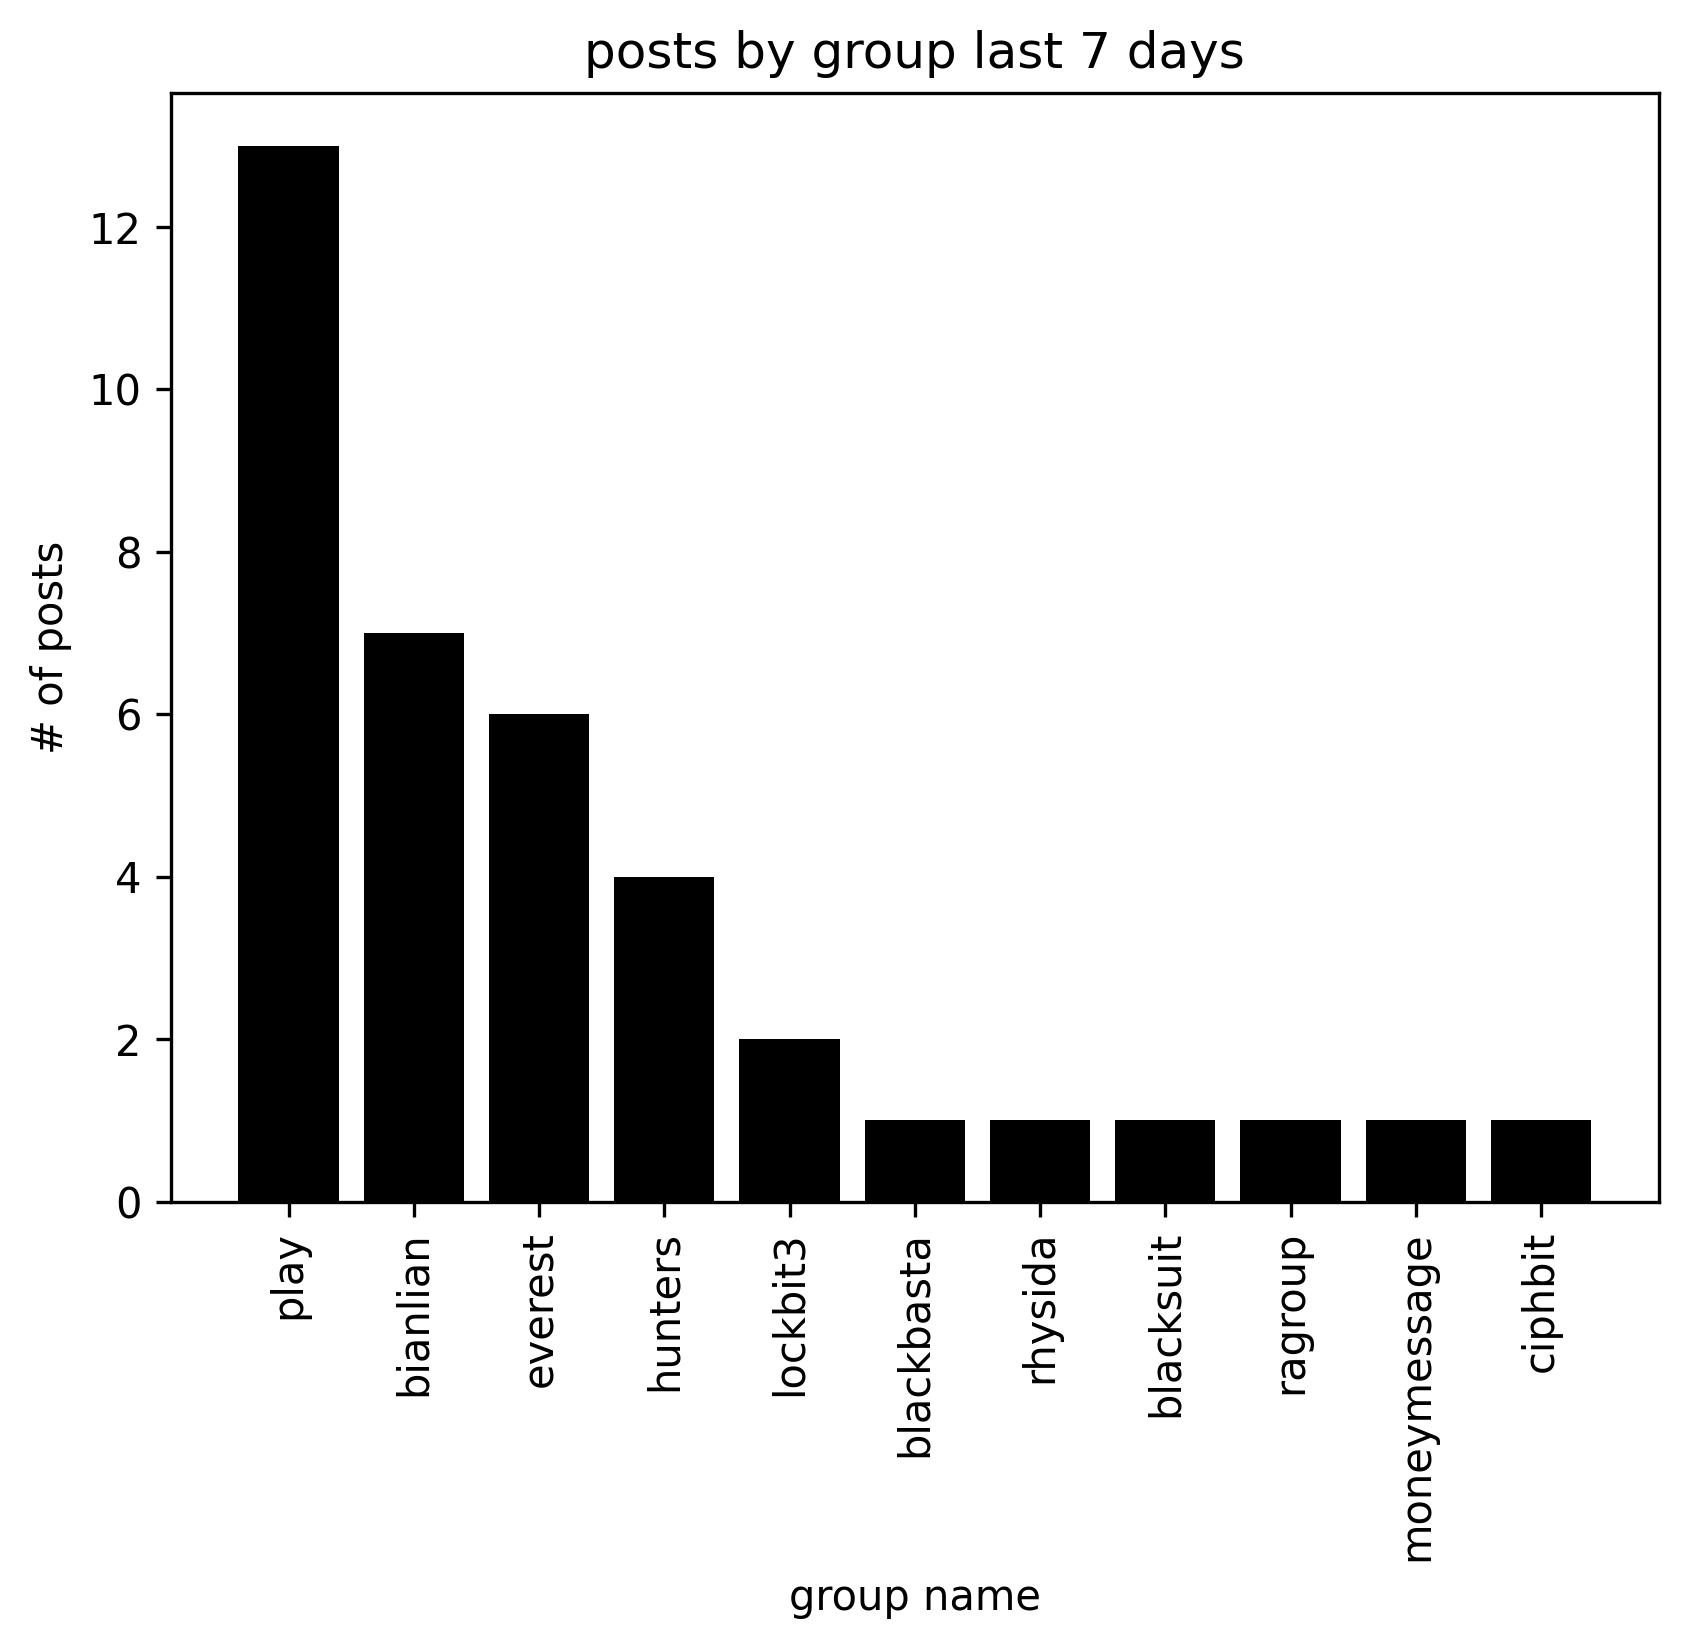 posts by group last 7 days
# of posts
12
10
8
6
4
2
0
play
bianlian
everest
hunters
lockbit3
blackbasta
rhysida
blacksuit
ragroup
moneymessage
ciphbit
group name